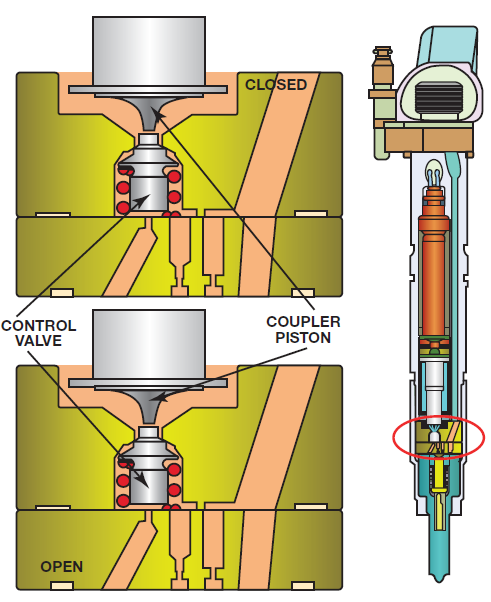 CLOSED
CONTROL
VALVE
COUPLER
PISTON
OPEN